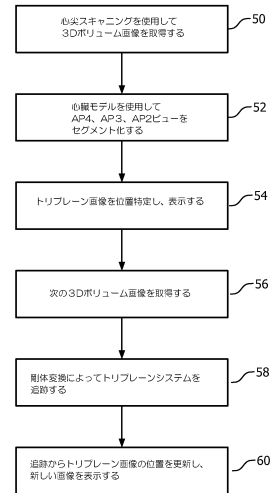 心尖スキャニングを使用して
3Dボリューム画像を取得する
50
心臓モデルを使用して
AP4、AP3、AP2ビューを
セグメント化する
52
トリプレーン画像を位置特定し、表示する
54
次の3Dボリューム画像を取得する
56
剛体変換によってトリプレーンシステムを
追跡する
58
追跡からトリプレーン画像の位置を更新し、
新しい画像を表示する
60